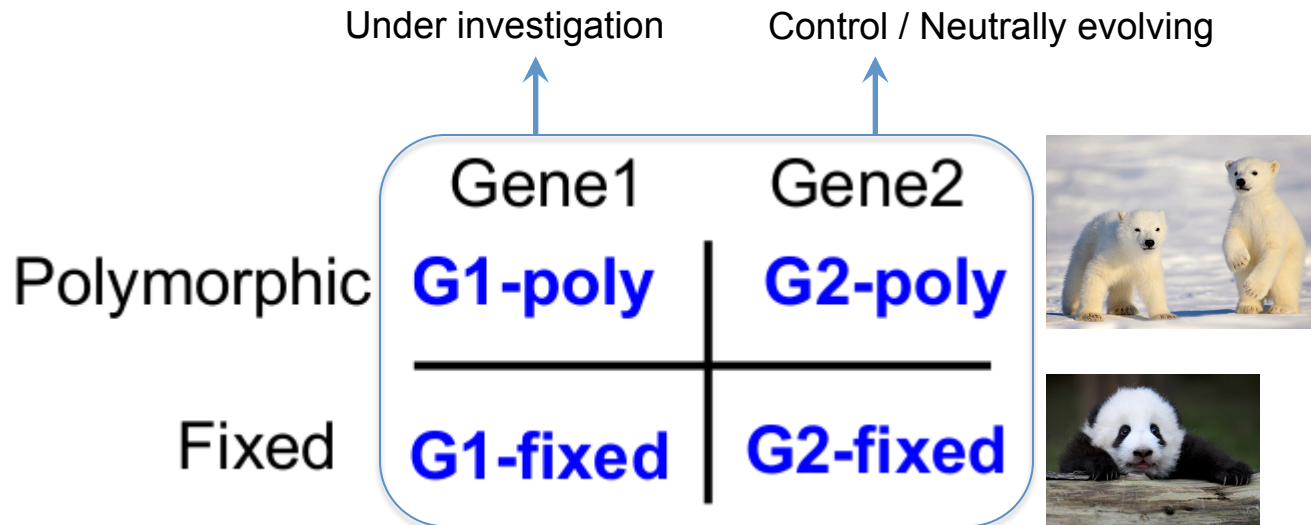 Under investigation Control / Neutrally evolving
Gene1 Gene2
Polymorphic G1-poly G2-poly
Fixed G1-fixed G2-fixed